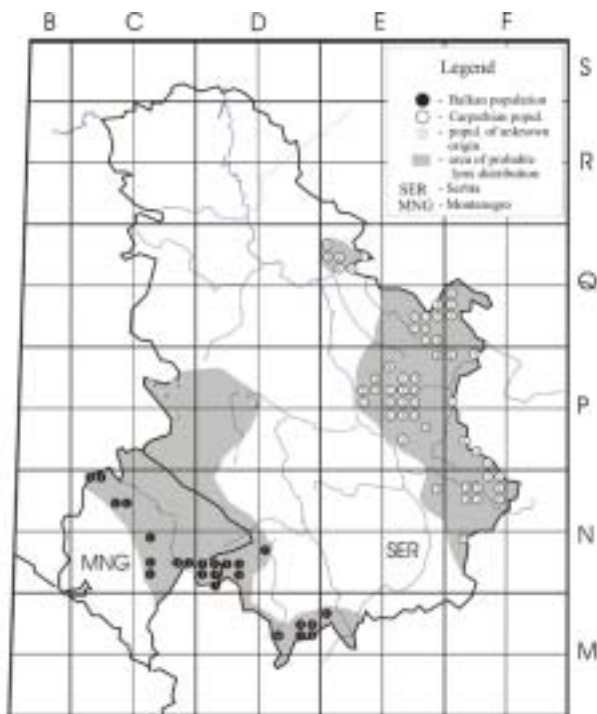 B C D E F
S
Legend
- Balkan population
- Carpathian popul.
- popul. of unknown
origin
- area of probable
lynx distribution
SER - Serbia
MNG - Montenegro
R
Q
P
N
MNG
SER
M